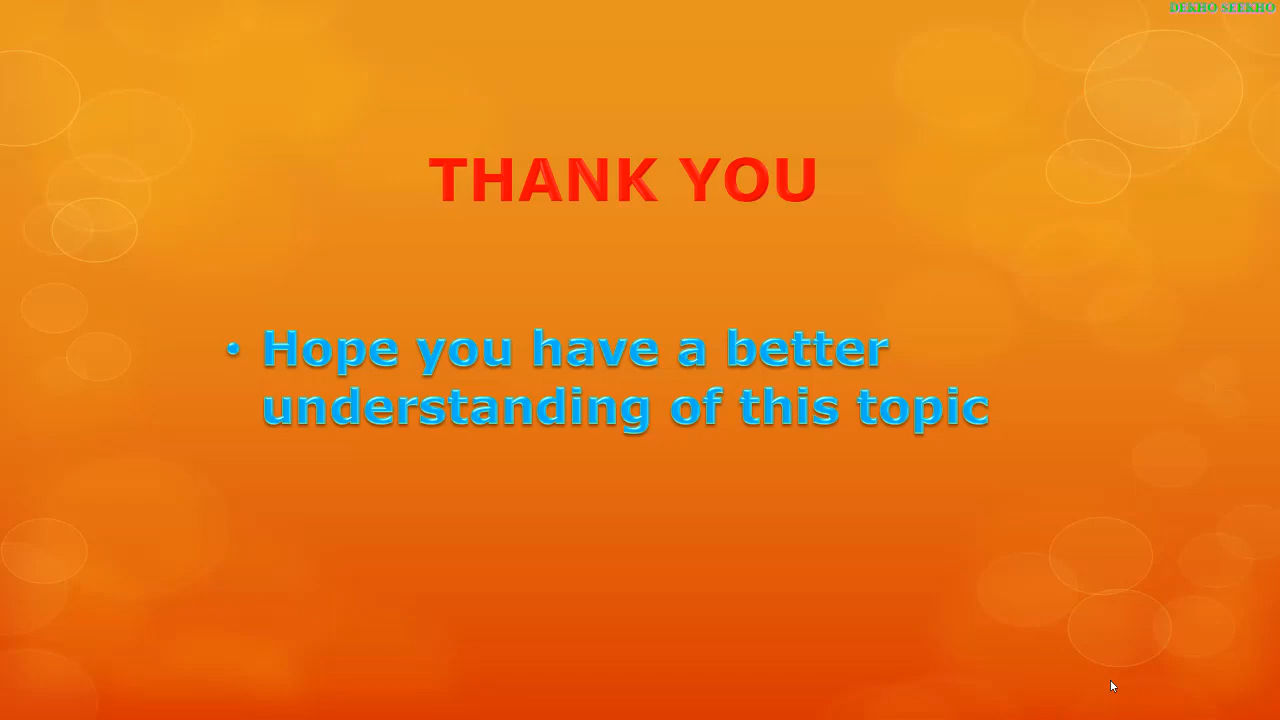 DEKHO SEEKHO
THANK YOU
• Hope you have a better
understanding of this topic